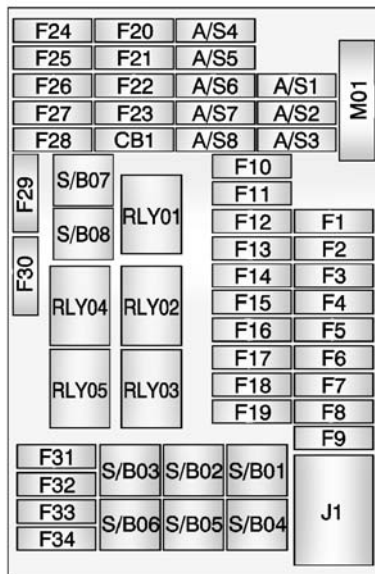 F24 F20 A/S4
F25 F21 A/S5
F26 F22 A/S6 A/S1
F27 F23 A/S7 A/S2
F28 CB1 A/S8 A/S3
M01
F29
F30
S/B07
S/B08
RLY01
RLY04 RLY02
RLY05 RLY03
F10
F11
F12 F1
F13 F2
F14 F3
F15 F4
F16 F5
F17 F6
F18 F7
F19 F8
F9
F31
F32
F33
F34
S/B03 S/B02 S/B01
S/B06 S/B05 S/B04
J1